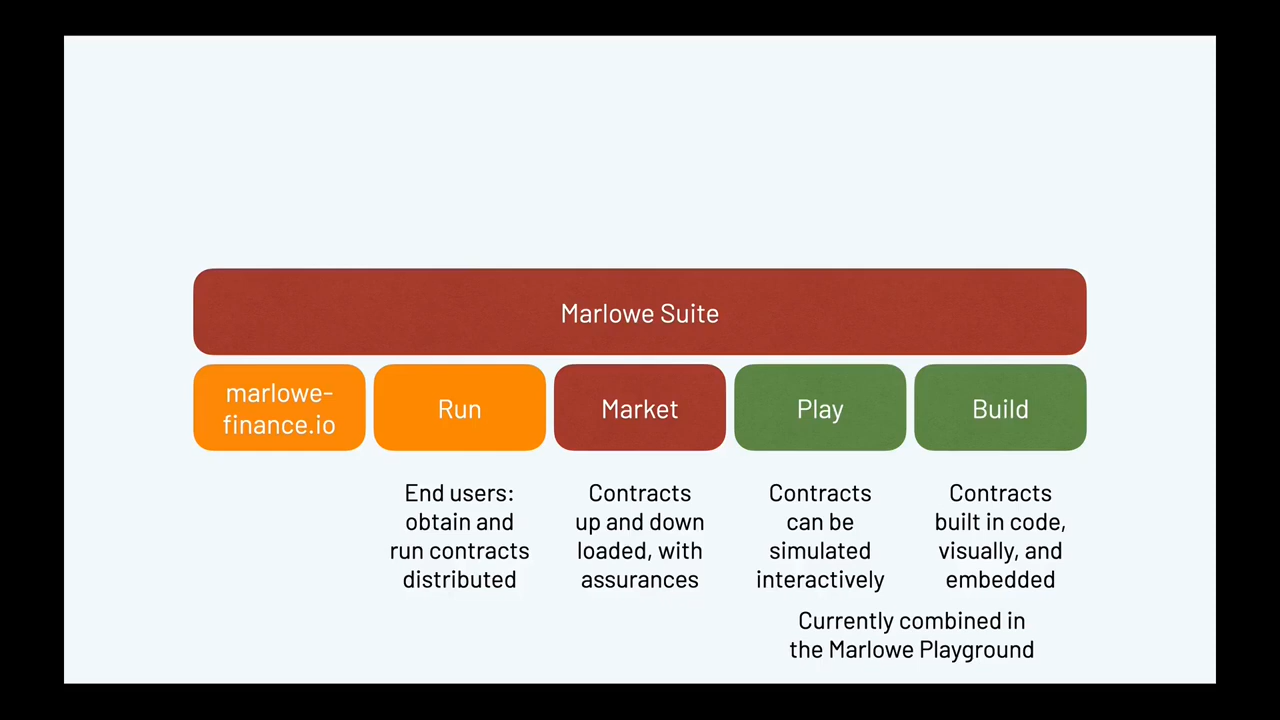 Marlowe Suite
marlowe-
finance.io
Run
Market
Play
Build
End users:
obtain and
run contracts
distributed
Contracts
up and down
loaded, with
assurances
Contracts
can be
simulated
interactively
Contracts
built in code,
visually, and
embedded
Currently combined in
the Marlowe Playground